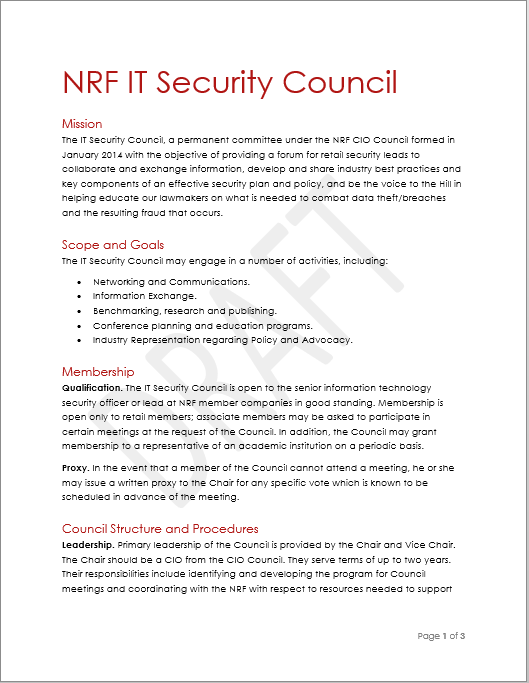 NRF IT Security Council
Mission
The IT Security Council, a permanent committee under the NRF CIO Council formed in
January 2014 with the objective of providing a forum for retail security leads to
collaborate and exchange information, develop and share industry best practices and
key components of an effective security plan and policy, and be the voice to the Hill in
helping educate our lawmakers on what is needed to combat data theft/breaches
and the resulting fraud that occurs.
Scope and Goals
The IT Security Council may engage in a number of activities, including:
• Networking and Communications.
• Information Exchange.
• Benchmarking, research and publishing.
• Conference planning and education programs.
• Industry Representation regarding Policy and Advocacy.
Membership
Qualification. The IT Security Council is open to the senior information technology
security officer or lead at NRF member companies in good standing. Membership is
open only to retail members; associate members may be asked to participate in
certain meetings at the request of the Council. In addition, the Council may grant
membership to a representative of an academic institution on a periodic basis.
Proxy. In the event that a member of the Council cannot attend a meeting, he or she
may issue a written proxy to the Chair for any specific vote which is known to be
scheduled in advance of the meeting.
Council Structure and Procedures
Leadership. Primary leadership of the Council is provided by the Chair and Vice Chair.
The Chair should be a CIO from the CIO Council. They serve terms of up to two years.
Their responsibilities include identifying and developing the program for Council
meetings and coordinating with the NRF with respect to resources needed to support
Page 1 of 3
DRAFT